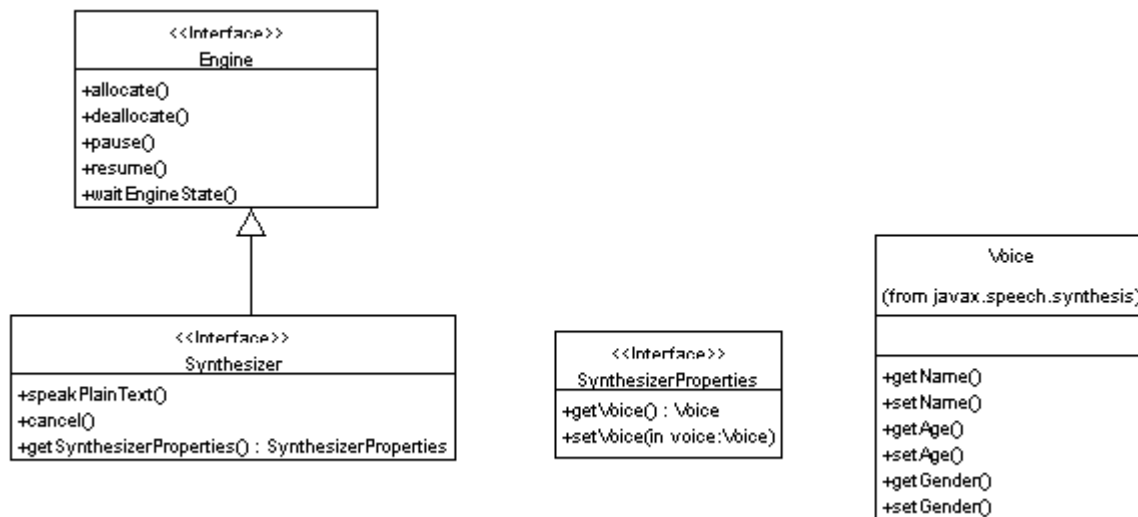 <<Interface>>
Engine
+allocate()
+deallocate()
+pause()
+resume()
+waitEngineState()
<<Interface>>
Synthesizer
+speakPlainText()
+cancel()
+getSynthesizerProperties() : SynthesizerProperties
<<Interface>>
SynthesizerProperties
+getVoice() : Voice
+setVoice(in voice:Voice)
Voice
(from javax.speech.synthesis)
+getName()
+setName()
+getAge()
+setAge()
+getGender()
+setGender()